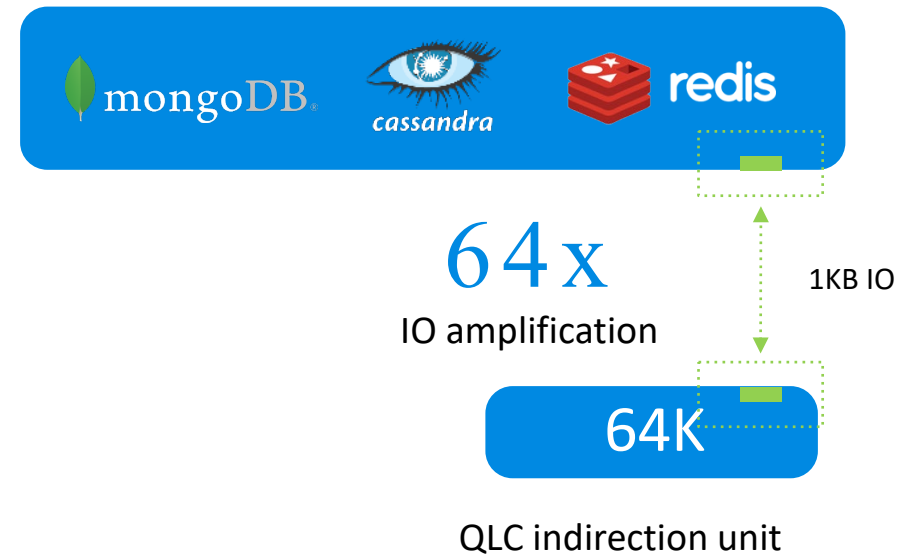 mongoDB®
cassandra
redis
64x
IO amplification
1KB IO
64K
QLC indirection unit